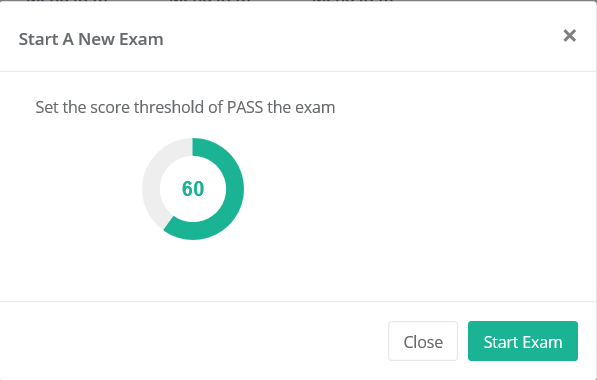 Start A New Exam
×
Set the score threshold of PASS the exam
60
Close
Start Exam